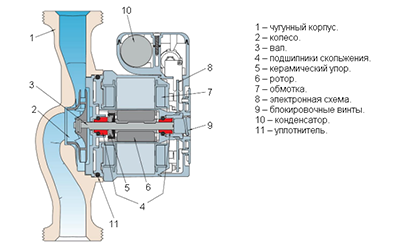 10
1
8
3
7
2
9
5
6
4
11
1 – чугунный корпус.
2 – колесо.
3 – вал.
4 – подшипники скольжения.
5 – керамический упор.
6 – ротор.
7 – обмотка.
8 – электронная схема.
9 – блокировочные винты.
10 – конденсатор.
11 – уплотнитель.